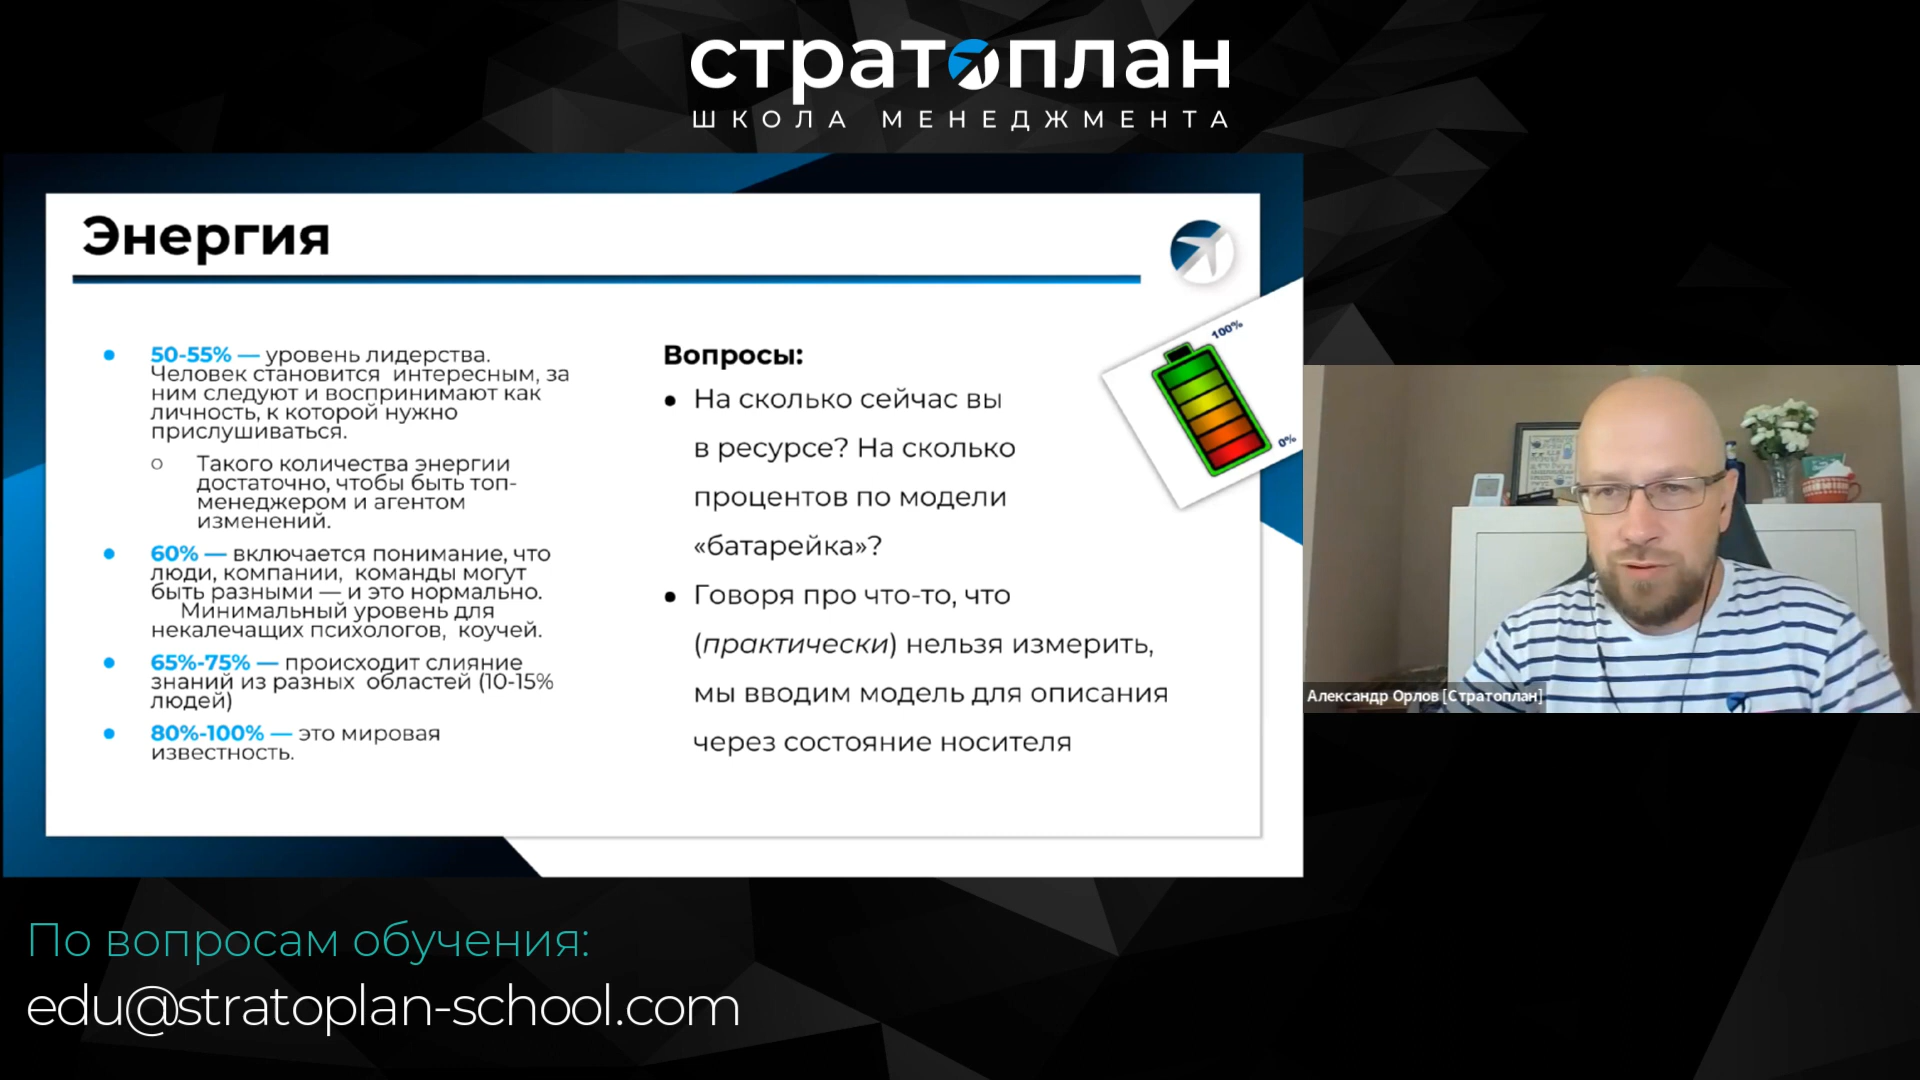 стратоплан
ШКОЛА МЕНЕДЖМЕНТА
Энергия
50-55% — уровень лидерства.
Человек становится интересным, за
ним следуют и воспринимают как
личность, к которой нужно
прислушиваться.
Такого количества энергии
достаточно, чтобы быть топ-
менеджером и агентом
изменений.
60% — включается понимание, что
люди, компании, команды могут
быть разными — и это нормально.
Минимальный уровень для
некалечащих психологов, коучей.
65%-75% — происходит слияние
знаний из разных областей (10-15%
людей)
80%-100% — это мировая
известность.
Вопросы:
На сколько сейчас вы
в ресурсе? На сколько
процентов по модели
«батарейка»?
Говоря про что-то, что
(практически) нельзя измерить,
мы вводим модель для описания
через состояние носителя
100%
0%
Александр Орлов [Стратоплан]
По вопросам обучения:
edu@stratoplan-school.com